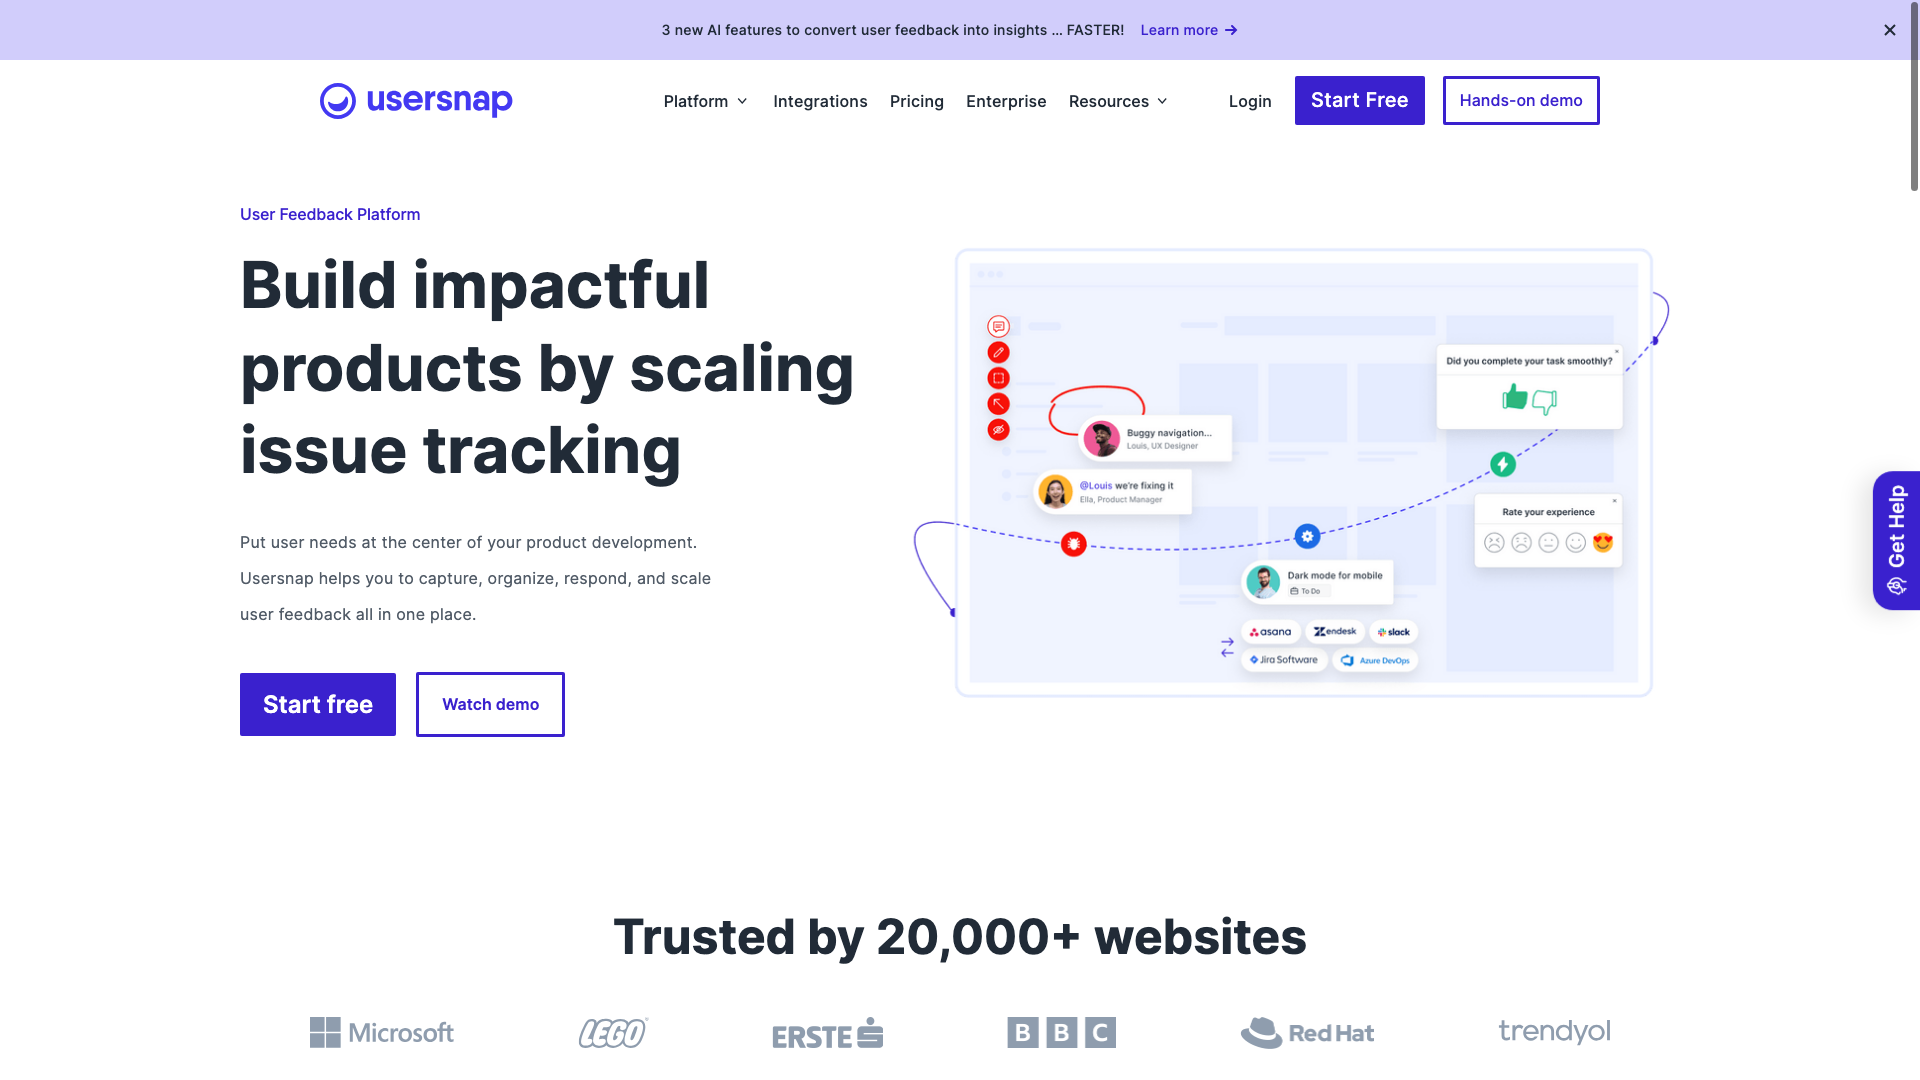 3 new AI features to convert user feedback into insights ... FASTER! Learn more →
usersnap
Platform Integrations Pricing Enterprise Resources Login Start Free Hands-on demo
User Feedback Platform
Build impactful
products by scaling
issue tracking
Put user needs at the center of your product development.
Usersnap helps you to capture, organize, respond, and scale
user feedback all in one place.
Start free Watch demo
Did you complete your task smoothly?
Buggy navigation...
Louis, UX Designer
@Louis we're fixing it
Ella, Product Manager
Rate your experience
Dark mode for mobile
To Do
asana zendesk slack
Jira Software Azure DevOps
Get Help
Trusted by 20,000+ websites
Microsoft LEGO ERSTE BBC Red Hat trendyol